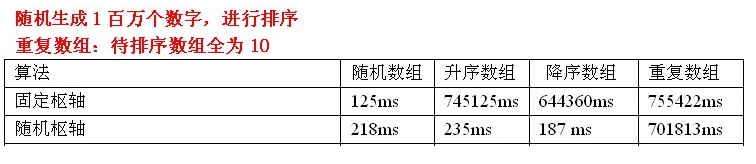 随机生成1百万个数字，进行排序
重复数组：待排序数组全为10
算法 随机数组 升序数组 降序数组 重复数组
固定枢轴 125ms 745125ms 644360ms 755422ms
随机枢轴 218ms 235ms 187 ms 701813ms